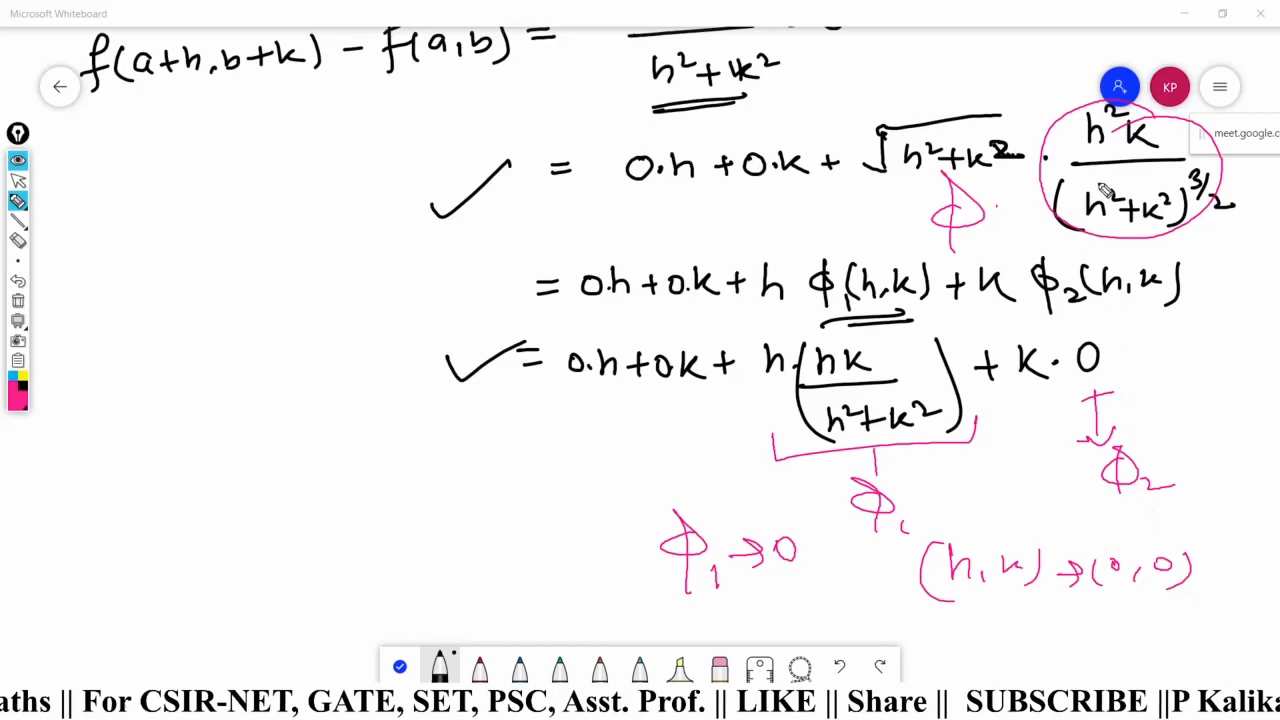 Microsoft Whiteboard
f(a+h, b+k) - f(a, b) = h²+k²
KP
meet.google.c
= 0.h + 0.k + √h²+k² · h²k / (h²+k²)^3/2
ϕ
= 0.h + 0.k + h ϕ₁(h, k) + k ϕ₂(h, k)
= 0.h + 0.k + h·(hk / h²+k²) + k·0
ϕ₂
ϕ₁
ϕ₁ → 0 (h, k) → (0, 0)
aths || For CSIR-NET, GATE, SET, PSC, Asst. Prof. || LIKE || Share || SUBSCRIBE ||P Kalika